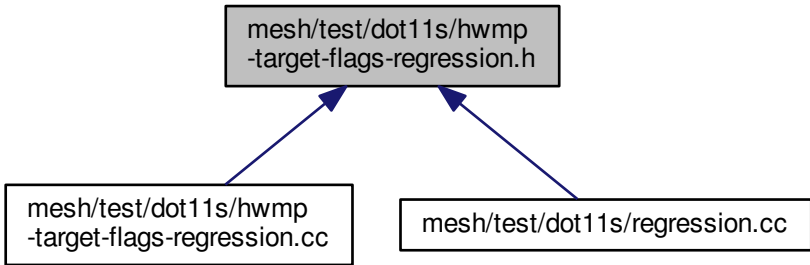 mesh/test/dot11s/hwmp
-target-flags-regression.h
mesh/test/dot11s/hwmp
-target-flags-regression.cc
mesh/test/dot11s/regression.cc